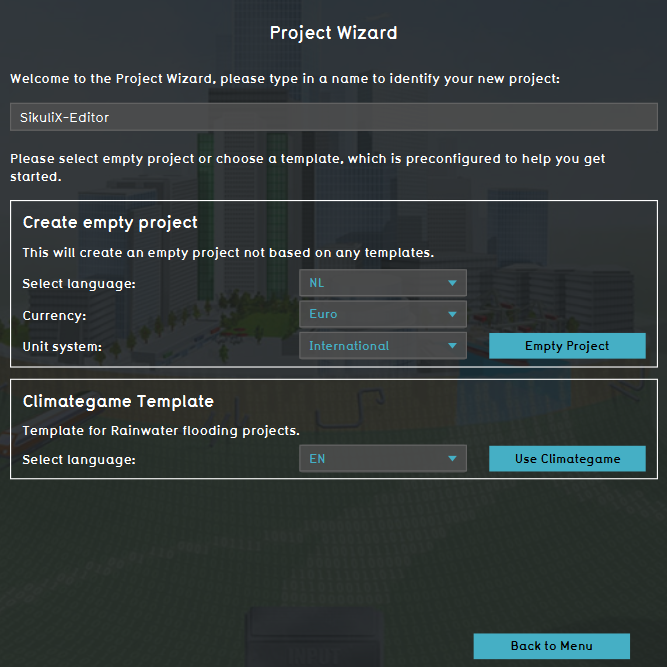 Project Wizard
Welcome to the Project Wizard, please type in a name to identify your new project:
SikuliX-Editor
Please select empty project or choose a template, which is preconfigured to help you get
started.
Create empty project
This will create an empty project not based on any templates.
Select language: NL
Currency: Euro
Unit system: International Empty Project
Climategame Template
Template for Rainwater flooding projects.
Select language: EN Use Climategame
Back to Menu